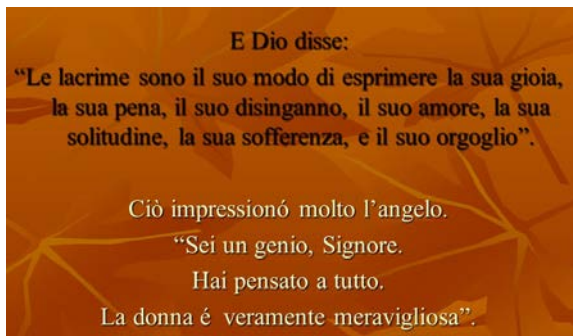 E Dio disse:
“Le lacrime sono il suo modo di esprimere la sua gioia,
la sua pena, il suo disinganno, il suo amore, la sua
solitudine, la sua sofferenza, e il suo orgoglio”.
Ciò impressionó molto l’angelo.
“Sei un genio, Signore.
Hai pensato a tutto.
La donna é veramente meravigliosa”.